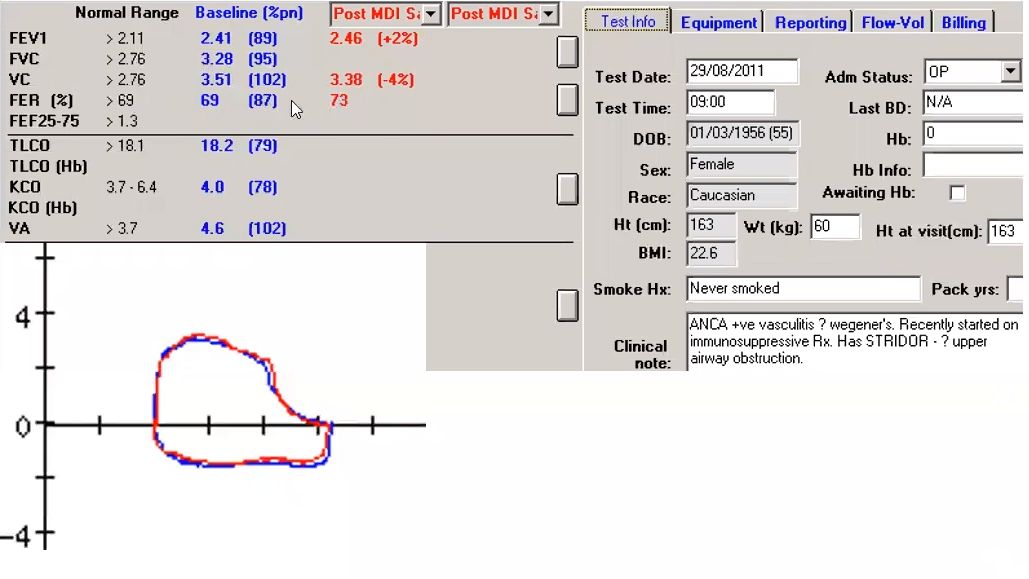 Normal Range Baseline (%pn) Post MDI Sa Post MDI Sa
FEV1 > 2.11 2.41 (89) 2.46 (+2%)
FVC > 2.76 3.28 (95)
VC > 2.76 3.51 (102) 3.38 (-4%)
FER (%) > 69 69 (87) 73
FEF25-75 > 1.3
TLCO > 18.1 18.2 (79)
TLCO (Hb)
KCO 3.7 - 6.4 4.0 (78)
KCO (Hb)
VA > 3.7 4.6 (102)
4
0
-4
Test Info Equipment Reporting Flow-Vol Billing
Test Date: 29/08/2011 Adm Status: OP
Test Time: 09:00 Last BD: N/A
DOB: 01/03/1956 (55) Hb: 0
Sex: Female Hb Info:
Race: Caucasian Awaiting Hb:
Ht (cm): 163 Wt (kg): 60 Ht at visit(cm): 163
BMI: 22.6
Smoke Hx: Never smoked Pack yrs:
Clinical note: ANCA +ve vasculitis ? wegener's. Recently started on
immunosuppressive Rx. Has STRIDOR - ? upper
airway obstruction.